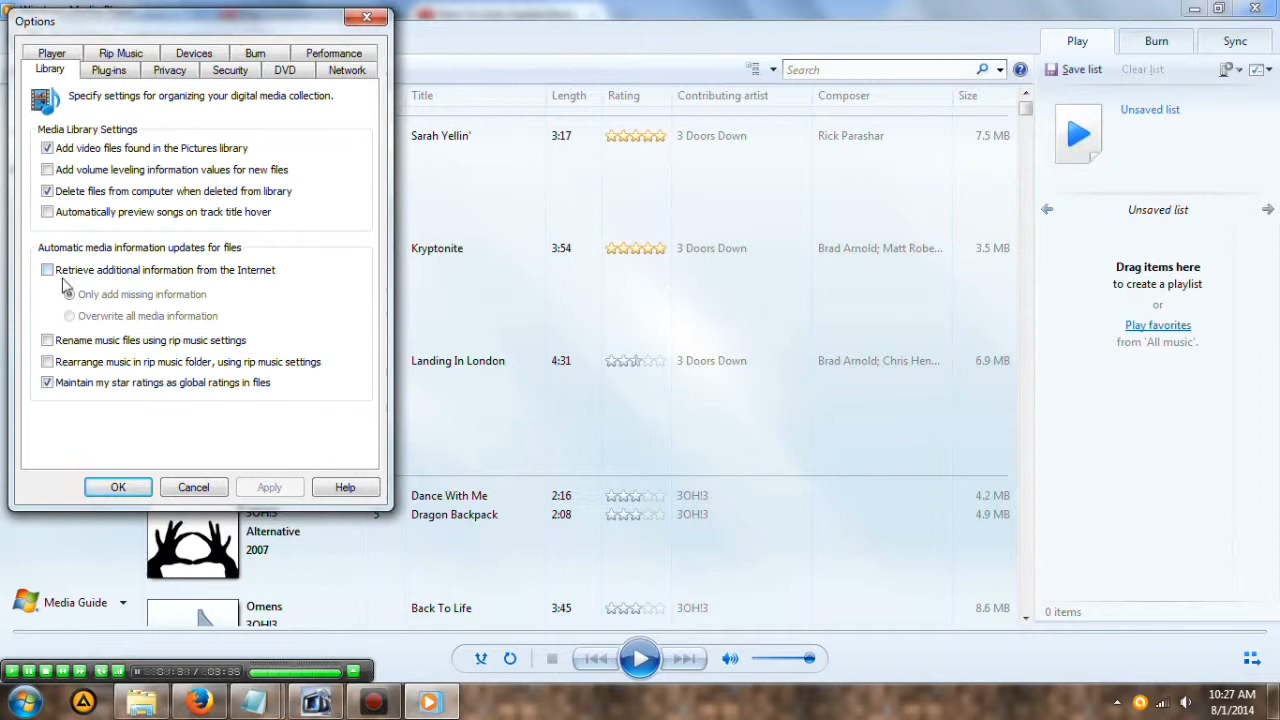 Options
Player Rip Music Devices Burn Performance
Library Plug-ins Privacy Security DVD Network
Specify settings for organizing your digital media collection.
Media Library Settings
Add video files found in the Pictures library
Add volume leveling information values for new files
Delete files from computer when deleted from library
Automatically preview songs on track title hover
Automatic media information updates for files
Retrieve additional information from the Internet
Only add missing information
Overwrite all media information
Rename music files using rip music settings
Rearrange music in rip music folder, using rip music settings
Maintain my star ratings as global ratings in files
OK Cancel Apply Help
Play Burn Sync
Search
Save list Clear list
Title Length Rating Contributing artist Composer Size
Sarah Yellin' 3:17 3 Doors Down Rick Parashar 7.5 MB
Kryptonite 3:54 3 Doors Down Brad Arnold; Matt Robe... 3.5 MB
Landing In London 4:31 3 Doors Down Brad Arnold; Chris Hen... 6.9 MB
Dance With Me 2:16 3OH!3 4.2 MB
Dragon Backpack 2:08 3OH!3 4.9 MB
Back To Life 3:45 3OH!3 8.6 MB
3OH!3
Alternative
2007
5
Omens
3OH!3
Unsaved list
Unsaved list
Drag items here
to create a playlist
or
Play favorites
from 'All music'.
0 items
Media Guide
10:27 AM
8/1/2014